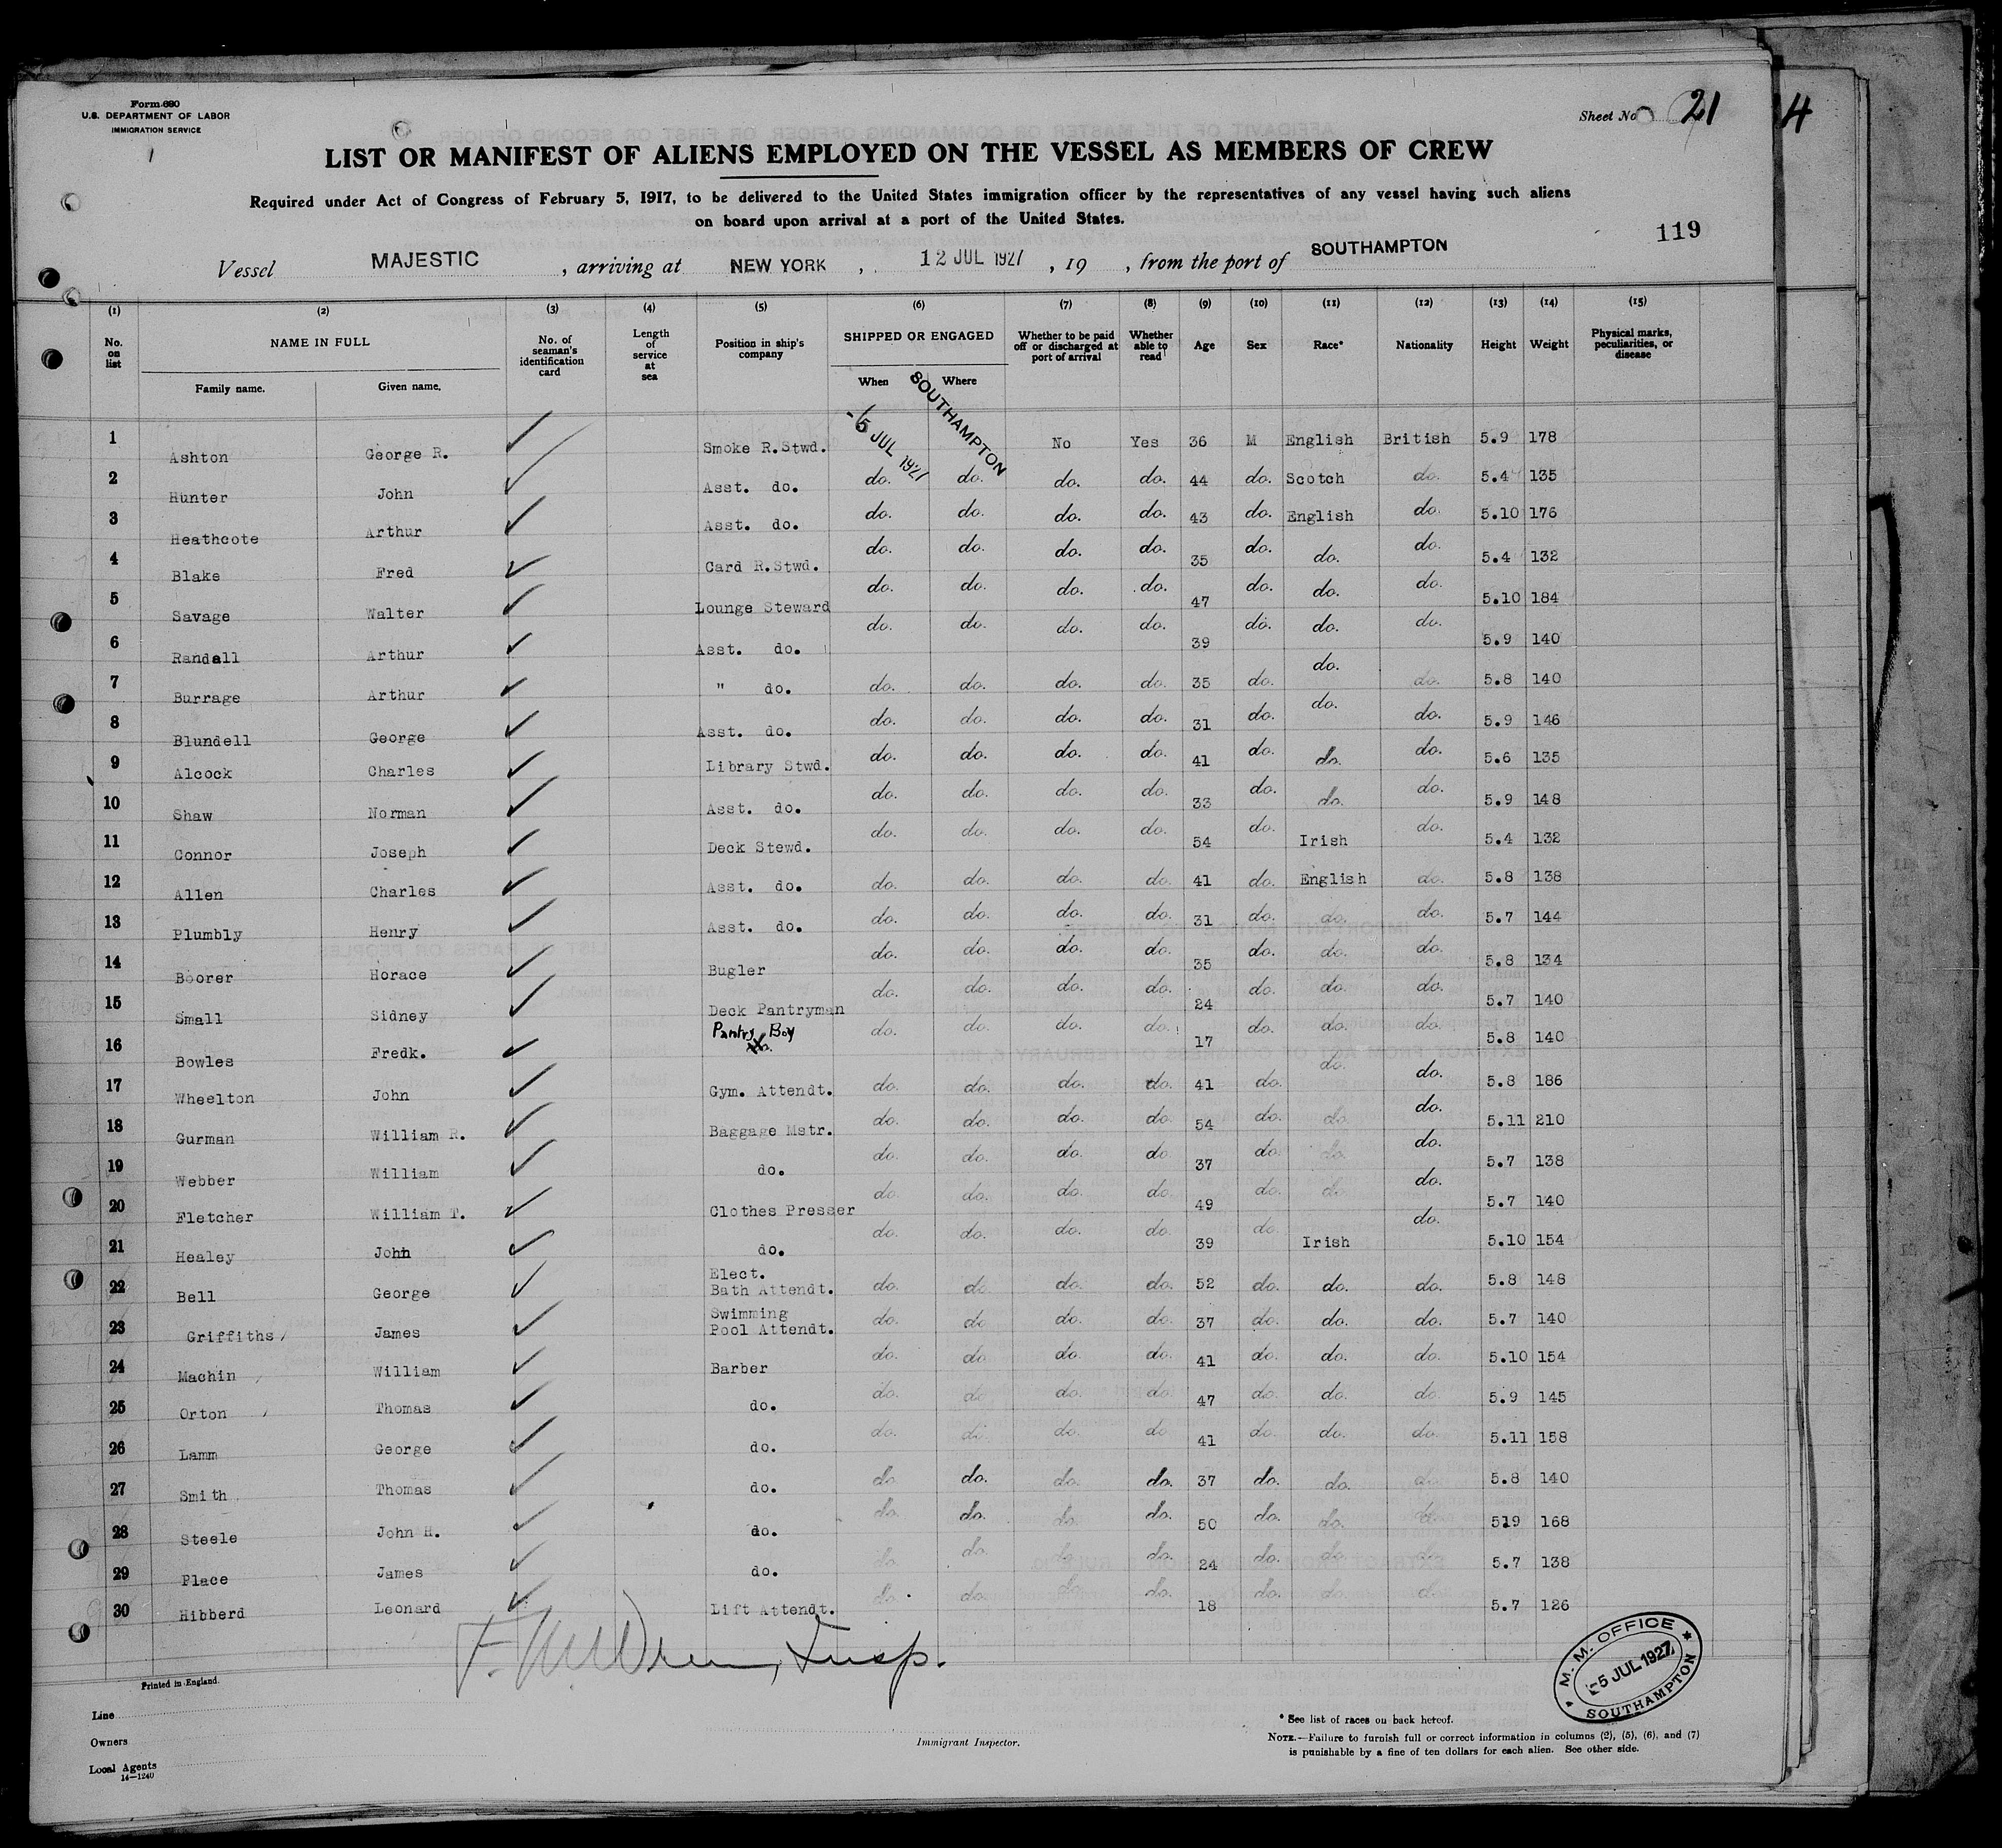 Form 690
U.S. DEPARTMENT OF LABOR
IMMIGRATION SERVICE
Sheet No. 21
4
LIST OR MANIFEST OF ALIENS EMPLOYED ON THE VESSEL AS MEMBERS OF CREW
Required under Act of Congress of February 5, 1917, to be delivered to the United States immigration officer by the representatives of any vessel having such aliens
on board upon arrival at a port of the United States.
119
Vessel MAJESTIC, arriving at NEW YORK, 12 JUL 1927, 19 , from the port of SOUTHAMPTON
(1) (2) (3) (4) (5) (6) (7) (8) (9) (10) (11) (12) (13) (14) (15)
No. on list NAME IN FULL No. of seaman's identification card Length of service at sea Position in ship's company SHIPPED OR ENGAGED Whether to be paid off or discharged at port of arrival Whether able to read Age Sex Race* Nationality Height Weight Physical marks, peculiarities, or disease
Family name. Given name. When Where
1 Ashton George R. Smoke R.Stwd. -5 JUL 1927 SOUTHAMPTON No Yes 36 M English British 5.9 178
2 Hunter John Asst. do. do. do. do. do. 44 do. Scotch do. 5.4 135
3 Heathcote Arthur Asst. do. do. do. do. do. 43 do. English do. 5.10 176
4 Blake Fred Card R.Stwd. do. do. do. do. 35 do. do. do. 5.4 132
5 Savage Walter Lounge Steward do. do. do. do. 47 do. do. do. 5.10 184
6 Randall Arthur Asst. do. do. do. do. do. 39 do. do. do. 5.9 140
7 Burrage Arthur " do. do. do. do. do. 35 do. do. do. 5.8 140
8 Blundell George Asst. do. do. do. do. do. 31 do. do. do. 5.9 146
9 Alcock Charles Library Stwd. do. do. do. do. 41 do. do. do. 5.6 135
10 Shaw Norman Asst. do. do. do. do. do. 33 do. do. do. 5.9 148
11 Connor Joseph Deck Stewd. do. do. do. do. 54 do. Irish do. 5.4 132
12 Allen Charles Asst. do. do. do. do. do. 41 do. English do. 5.8 138
13 Plumbly Henry Asst. do. do. do. do. do. 31 do. do. do. 5.7 144
14 Boorer Horace Bugler do. do. do. do. 35 do. do. do. 5.8 134
15 Small Sidney Deck Pantryman do. do. do. do. 24 do. do. do. 5.7 140
16 Bowles Fredk. Pantry Boy do. do. do. do. 17 do. do. do. 5.8 140
17 Wheelton John Gym. Attendt. do. do. do. do. 41 do. do. do. 5.8 186
18 Gurman William R. Baggage Mstr. do. do. do. do. 54 do. do. do. 5.11 210
19 Webber William do. do. do. do. do. 37 do. do. do. 5.7 138
20 Fletcher William T. Clothes Presser do. do. do. do. 49 do. do. do. 5.7 140
21 Healey John do. do. do. do. do. 39 do. Irish do. 5.10 154
22 Bell George Elect. Bath Attendt. do. do. do. do. 52 do. do. do. 5.8 148
23 Griffiths James Swimming Pool Attendt. do. do. do. do. 37 do. do. do. 5.7 140
24 Machin William Barber do. do. do. do. 41 do. do. do. 5.10 154
25 Orton Thomas do. do. do. do. do. 47 do. do. do. 5.9 145
26 Lamm George do. do. do. do. do. 41 do. do. do. 5.11 158
27 Smith Thomas do. do. do. do. do. 37 do. do. do. 5.8 140
28 Steele John H. do. do. do. do. do. 50 do. do. do. 519 168
29 Place James do. do. do. do. do. 24 do. do. do. 5.7 138
30 Hibberd Leonard Lift Attendt. do. do. do. do. 18 do. do. do. 5.7 126
Insp.
M. M. OFFICE
-5 JUL 1927
SOUTHAMPTON
Printed in England.
Line
Owners
Local Agents
14—1240
Immigrant Inspector.
* See list of races on back hereof.
NOTE.—Failure to furnish full or correct information in columns (2), (5), (6), and (7)
is punishable by a fine of ten dollars for each alien. See other side.